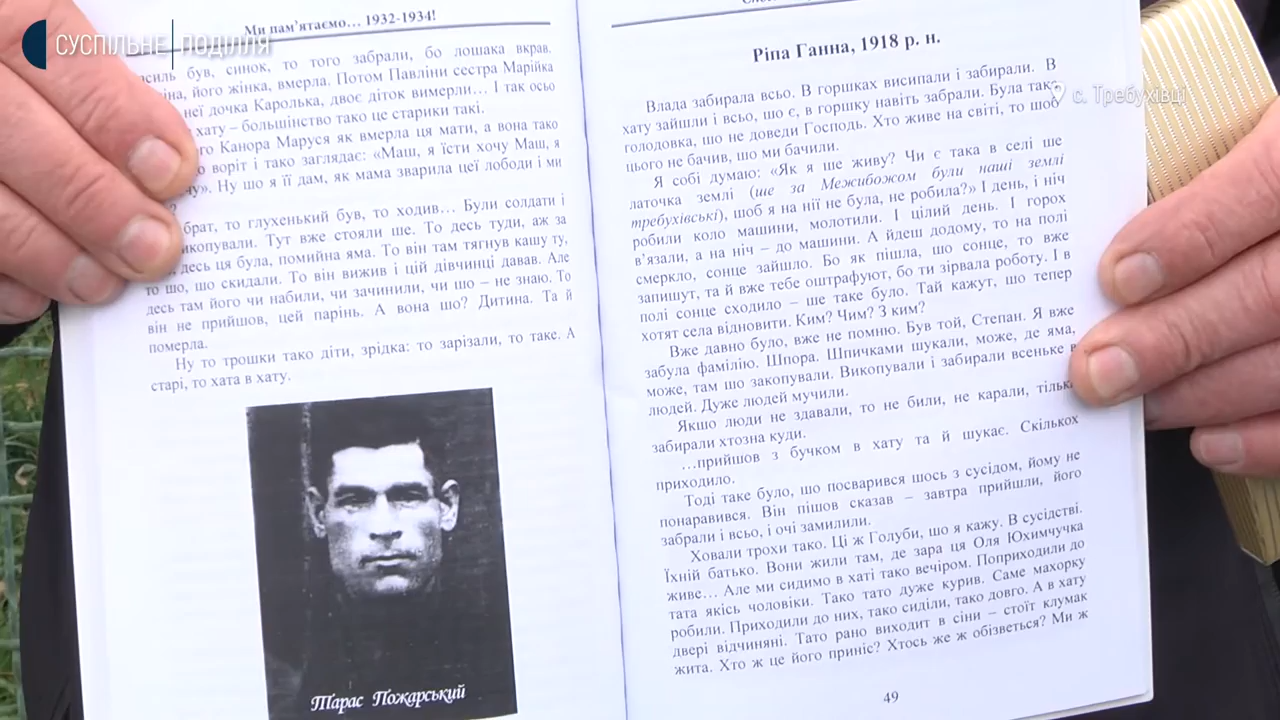 СУСПІЛЬНЕ ПОДІЛЛЯ
с. Требухівці
Ми пам'ятаємо… 1932-1934!
був, синок, то того забрали, бо лошака вкрав.
його жінка, вмерла. Потом Павліни сестра Марійка
неї дочка Каролька, двоє діток вимерли… І так осьо
хату – большінство тако це старики такі.
Канора Маруся як вмерла ця мати, а вона тако
воріт і тако заглядає: «Маш, я їсти хочу Маш, я
Ну шо я її дам, як мама зварила цеї лободи і ми
брат, то глухенький був, то ходив… Були солдати і
Тут вже стояли ше. То десь туди, аж за
десь ця була, помийна яма. То він там тягнув кашу ту,
то шо, шо скидали. То він вижив і цій дівчинці давав. Але
десь там його чи набили, чи зачинили, чи шо – не знаю. То
він не прийшов, цей парінь. А вона шо? Дитина. Та й
померла.
Ну то трошки тако діти, зрідка: то зарізали, то таке. А
старі, то хата в хату.
Тарас Пожарський
Ріпа Ганна, 1918 р. н.
Влада забирала всьо. В горшках висипали і забирали. В
хату зайшли і всьо, шо є, в горшку навіть забрали. Була така
голодовка, шо не доведи Господь. Хто живе на світі, то шоб
цього не бачив, шо ми бачили.
Я собі думаю: «Як я ше живу? Чи є така в селі ше
латочка землі (ше за Межибожом були наші землі
требухівські), щоб я на нії не була, не робила?» І день, і ніч
робили коло машини, молотили. І цілий день. І горох
в'язали, а на ніч – до машини. А йдеш додому, то на полі
смеркло, сонце зайшло. Бо як пішла, шо сонце, то вже
запишут, та й вже тебе оштрафуют, бо ти зірвала роботу. І в
полі сонце сходило – ше таке було. Тай кажут, шо тепер
хотят села відновити. Ким? Чим? З ким?
Вже давно було, вже не помню. Був той, Степан. Я вже
забула фамілію. Шпора. Шпичками шукали, може, де яма,
може, там шо закопували. Викопували і забирали всеньке в
людей. Дуже людей мучили.
Якшо люди не здавали, то не били, не карали, тільк
забирали хтозна куди.
…прийшов з бучком в хату та й шукає. Скількох
приходило.
Тоді таке було, шо посварився шось з сусідом, йому не
понаравився. Він пішов сказав – завтра прийшли, його
забрали і всьо, і очі замилили.
Ховали трохи тако. Ці ж Голуби, шо я кажу. В сусідстві.
Їхній батько. Вони жили там, де зара ця Оля Юхимчучка
живе… Але ми сидимо в хаті тако вечіром. Поприходили до
тата якісь чоловіки. Тако тато дуже курив. Саме махорку
робили. Приходили до них, тако сиділи, тако довго. А в хату
двері відчиняні. Тато рано виходит в сіни – стоїт клумак
жита. Хто ж це його приніс? Хтось же ж обізветься? Ми ж
49